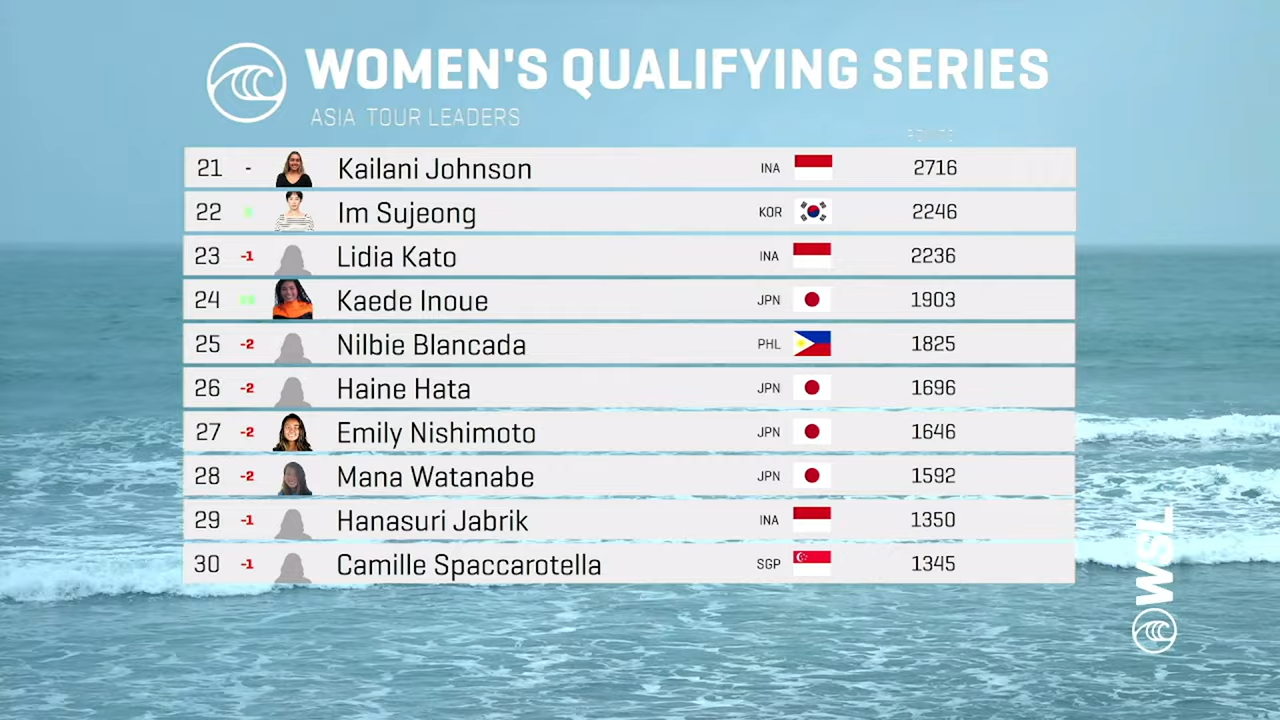 WOMEN'S QUALIFYING SERIES
ASIA TOUR LEADERS
POINTS
21 - Kailani Johnson INA 2716
22 Im Sujeong KOR 2246
23 -1 Lidia Kato INA 2236
24 Kaede Inoue JPN 1903
25 -2 Nilbie Blancada PHL 1825
26 -2 Haine Hata JPN 1696
27 -2 Emily Nishimoto JPN 1646
28 -2 Mana Watanabe JPN 1592
29 -1 Hanasuri Jabrik INA 1350
30 -1 Camille Spaccarotella SGP 1345
WSL